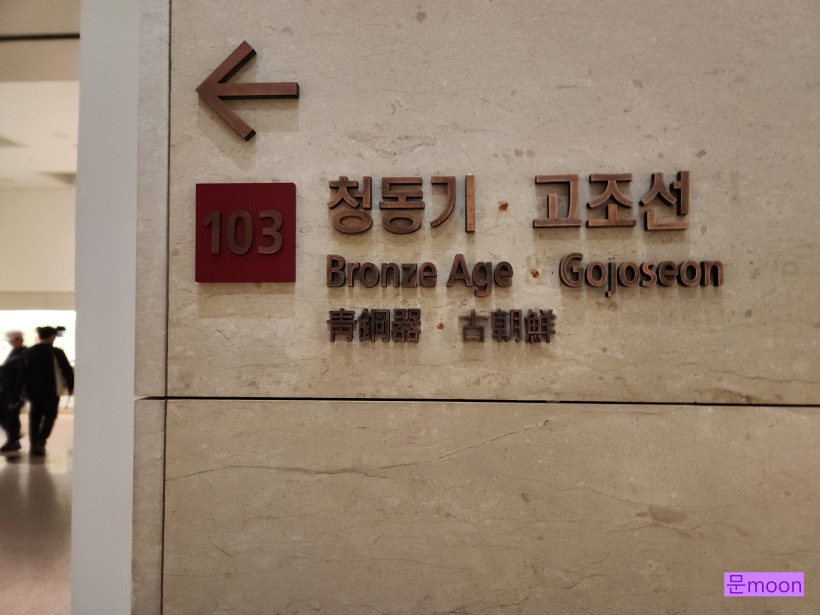 103
청동기·고조선
Bronze Age · Gojoseon
靑銅器·古朝鮮
문moon